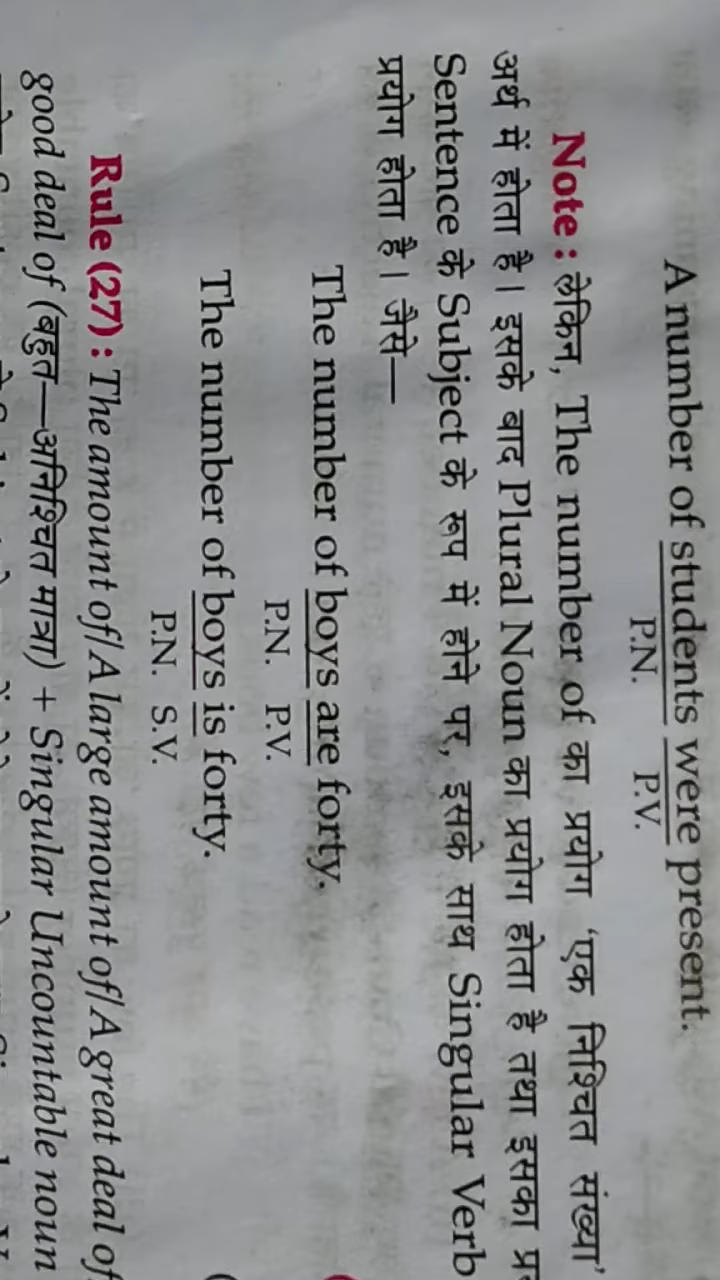 A number of students were present.
P.N. P.V.
Note : लेकिन, The number of का प्रयोग ‘एक निश्चित संख्या’
अर्थ में होता है। इसके बाद Plural Noun का प्रयोग होता है तथा इसका
Sentence के Subject के रूप में होने पर, इसके साथ Singular Verb
प्रयोग होता है। जैसे—
The number of boys are forty.
P.N. P.V.
The number of boys is forty.
P.N. S.V.
Rule (27) : The amount of/A large amount of/A great deal of
good deal of (बहुत—अनिश्चित मात्रा) + Singular Uncountable noun